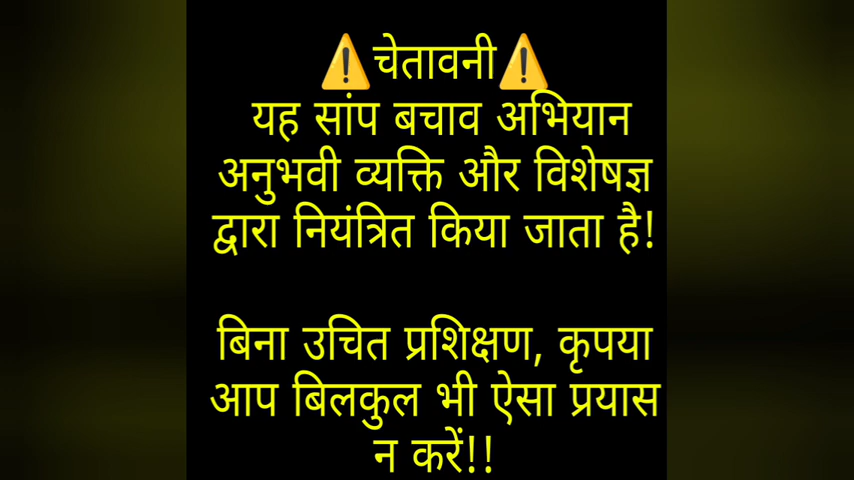 ⚠️चेतावनी⚠️
यह सांप बचाव अभियान
अनुभवी व्यक्ति और विशेषज्ञ
द्वारा नियंत्रित किया जाता है!
बिना उचित प्रशिक्षण, कृपया
आप बिलकुल भी ऐसा प्रयास
न करें!!